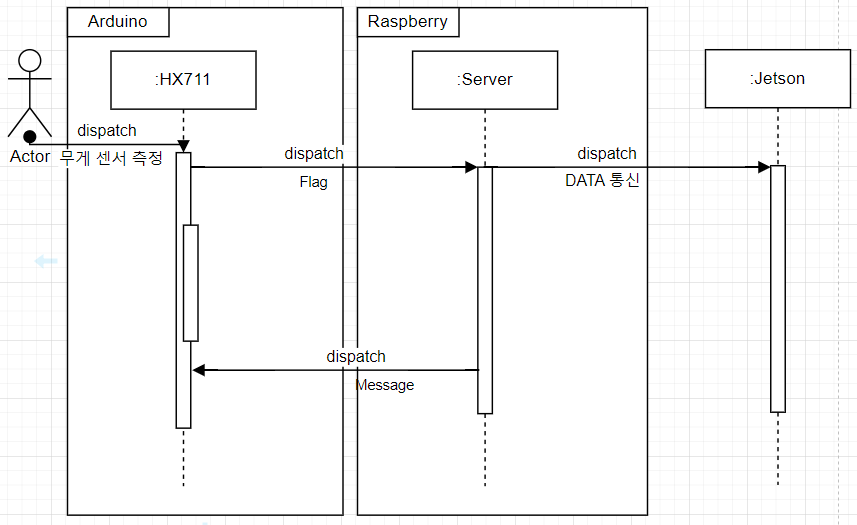 Arduino
Raspberry
:HX711
:Server
:Jetson
dispatch
Actor
무게 센서 측정
dispatch
Flag
dispatch
DATA 통신
dispatch
Message